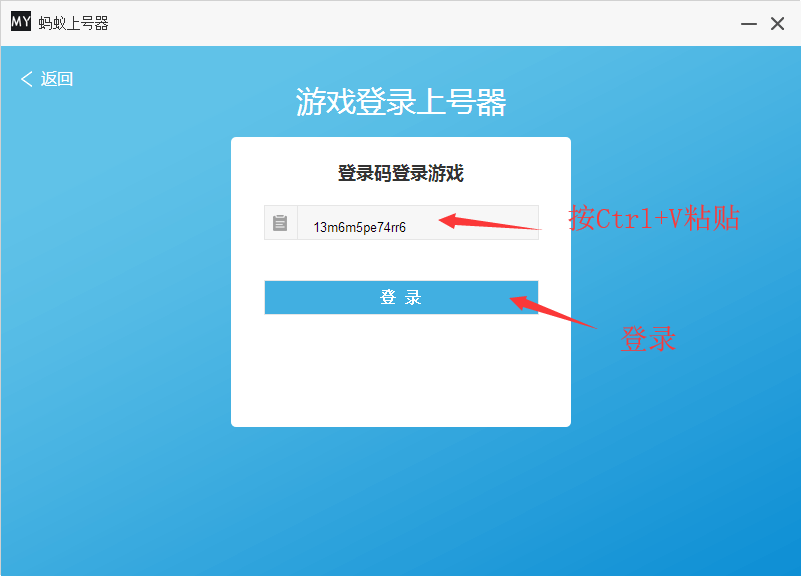 MY 蚂蚁上号器
返回
游戏登录上号器
登录码登录游戏
13m6m5pe74rr6
按Ctrl+V粘贴
登 录
登录